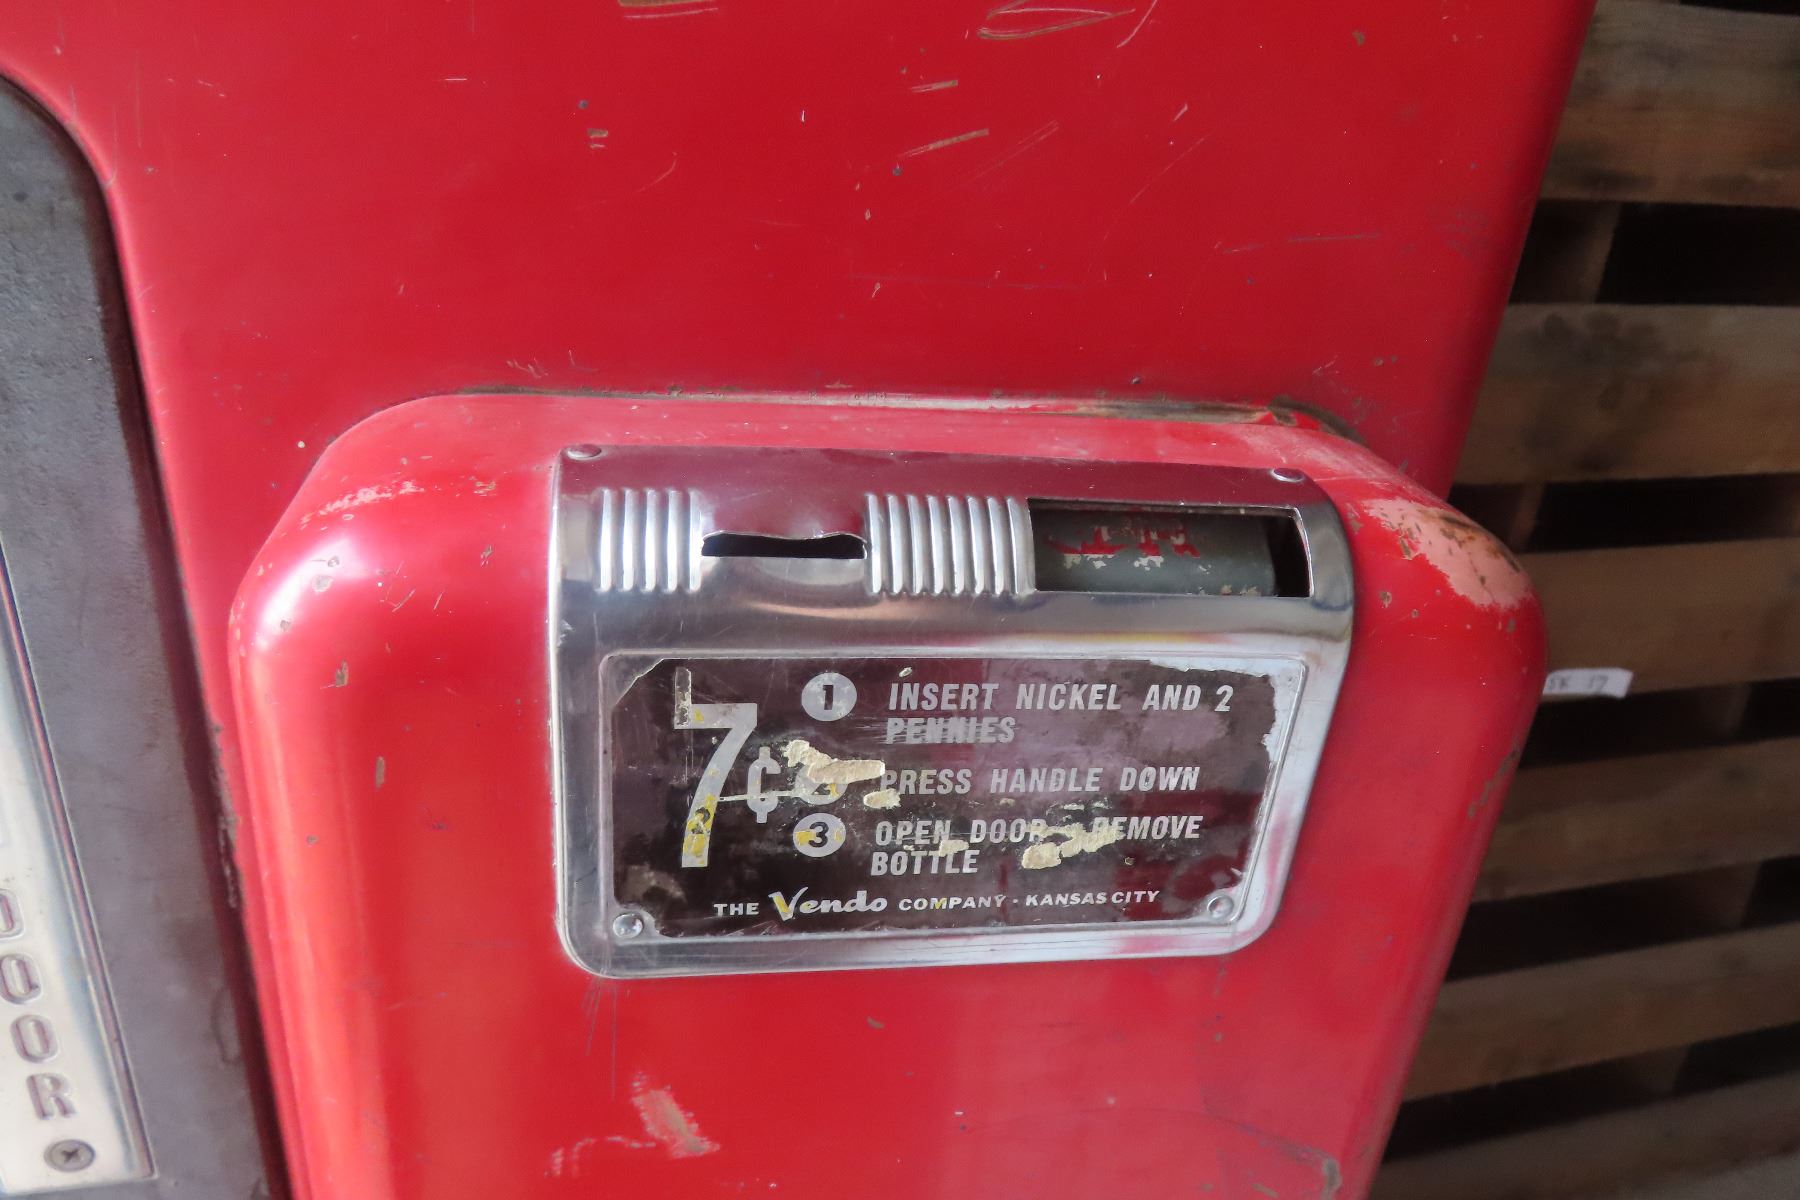 7¢
1 INSERT NICKEL AND 2
PENNIES
PRESS HANDLE DOWN
3 OPEN DOOR REMOVE
BOTTLE
THE Vendo COMPANY · KANSAS CITY
DOOR